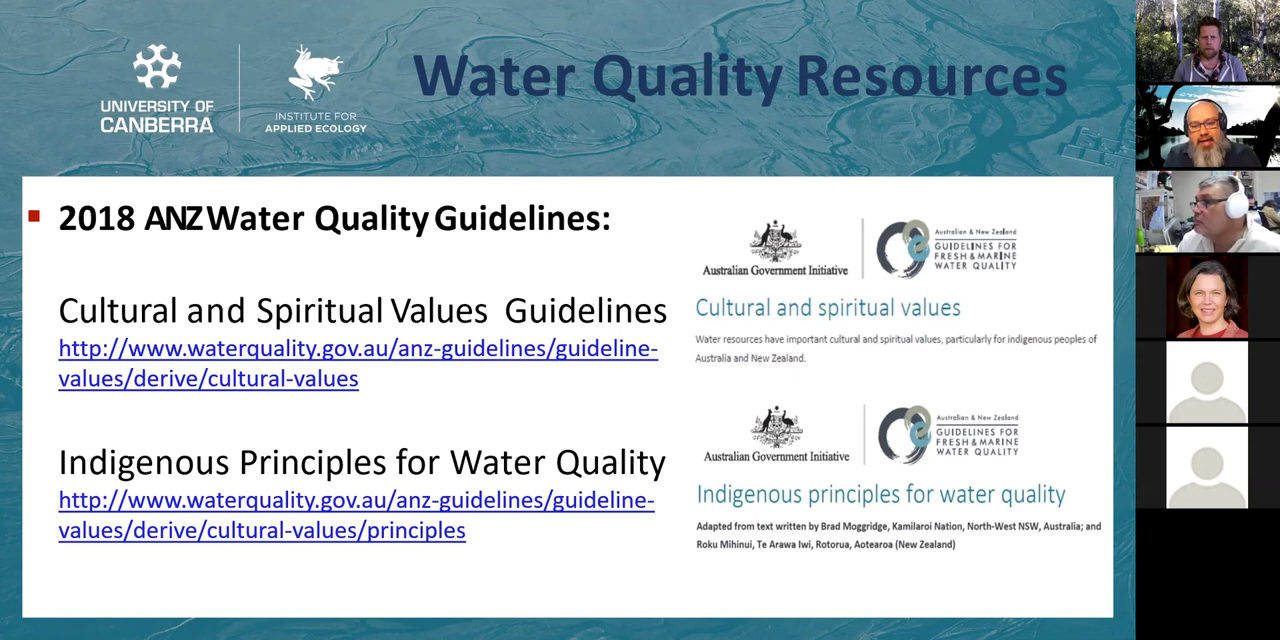 UNIVERSITY OF
CANBERRA
INSTITUTE FOR
APPLIED ECOLOGY
Water Quality Resources
2018 ANZ Water Quality Guidelines:
Cultural and Spiritual Values Guidelines
http://www.waterquality.gov.au/anz-guidelines/guideline-
values/derive/cultural-values
Indigenous Principles for Water Quality
http://www.waterquality.gov.au/anz-guidelines/guideline-
values/derive/cultural-values/principles
Australian Government Initiative
Australian & New Zealand
GUIDELINES FOR
FRESH & MARINE
WATER QUALITY
Cultural and spiritual values
Water resources have important cultural and spiritual values, particularly for indigenous peoples of
Australia and New Zealand.
Australian Government Initiative
Australian & New Zealand
GUIDELINES FOR
FRESH & MARINE
WATER QUALITY
Indigenous principles for water quality
Adapted from text written by Brad Moggridge, Kamilaroi Nation, North-West NSW, Australia; and
Roku Mihinui, Te Arawa Iwi, Rotorua, Aotearoa (New Zealand)